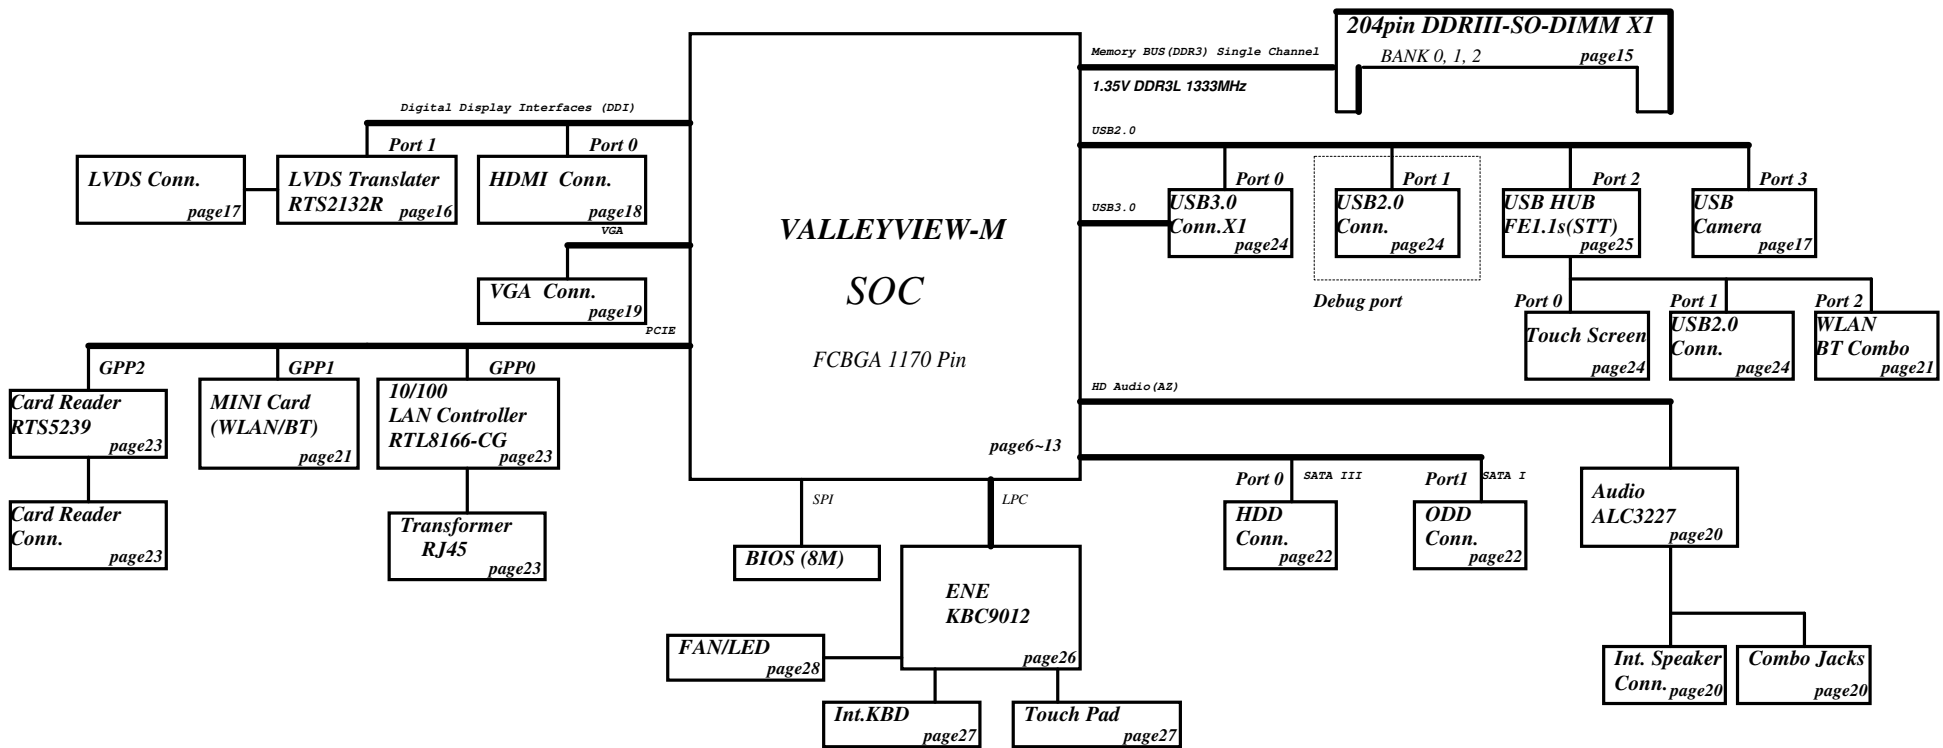 204pin DDRIII-SO-DIMM X1
BANK 0, 1, 2
page15
Memory BUS(DDR3) Single Channel
1.35V DDR3L 1333MHz
Digital Display Interfaces (DDI)
Port 1
Port 0
LVDS Conn.
page17
LVDS Translater
RTS2132R
page16
HDMI Conn.
page18
VGA
VGA Conn.
page19
PCIE
GPP2
GPP1
GPP0
Card Reader
RTS5239
page23
MINI Card
(WLAN/BT)
page21
10/100
LAN Controller
RTL8166-CG
page23
Card Reader
Conn.
page23
Transformer
RJ45
page23
VALLEYVIEW-M
SOC
FCBGA 1170 Pin
page6~13
USB2.0
USB3.0
Port 0
USB3.0
Conn.X1
page24
Port 1
USB2.0
Conn.
page24
Debug port
Port 2
USB HUB
FE1.1s(STT)
page25
Port 3
USB
Camera
page17
Port 0
Touch Screen
page24
Port 1
USB2.0
Conn.
page24
Port 2
WLAN
BT Combo
page21
HD Audio(AZ)
Port 0
SATA III
Port1
SATA I
HDD
Conn.
page22
ODD
Conn.
page22
Audio
ALC3227
page20
Int. Speaker
Conn.
page20
Combo Jacks
page20
SPI
LPC
BIOS (8M)
ENE
KBC9012
page26
FAN/LED
page28
Int.KBD
page27
Touch Pad
page27